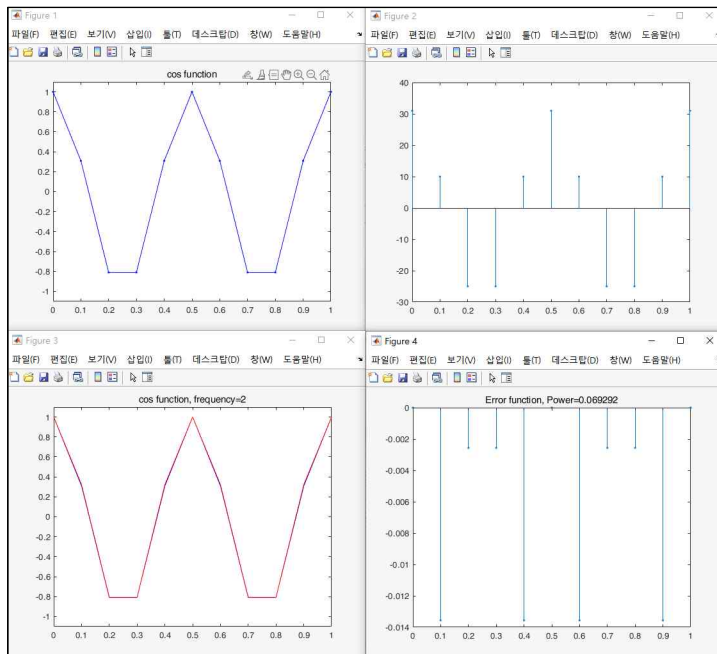 Figure 1
파일(F) 편집(E) 보기(V) 삽입(I) 툴(T) 데스크탑(D) 창(W) 도움말(H)
cos function
1
0.8
0.6
0.4
0.2
0
-0.2
-0.4
-0.6
-0.8
-1
0 0.1 0.2 0.3 0.4 0.5 0.6 0.7 0.8 0.9 1
Figure 2
파일(F) 편집(E) 보기(V) 삽입(I) 툴(T) 데스크탑(D) 창(W) 도움말(H)
40
30
20
10
0
-10
-20
-30
0 0.1 0.2 0.3 0.4 0.5 0.6 0.7 0.8 0.9 1
Figure 3
파일(F) 편집(E) 보기(V) 삽입(I) 툴(T) 데스크탑(D) 창(W) 도움말(H)
cos function, frequency=2
1
0.8
0.6
0.4
0.2
0
-0.2
-0.4
-0.6
-0.8
-1
0 0.1 0.2 0.3 0.4 0.5 0.6 0.7 0.8 0.9 1
Figure 4
파일(F) 편집(E) 보기(V) 삽입(I) 툴(T) 데스크탑(D) 창(W) 도움말(H)
Error function, Power=0.069292
0
-0.002
-0.004
-0.006
-0.008
-0.01
-0.012
-0.014
0 0.1 0.2 0.3 0.4 0.5 0.6 0.7 0.8 0.9 1